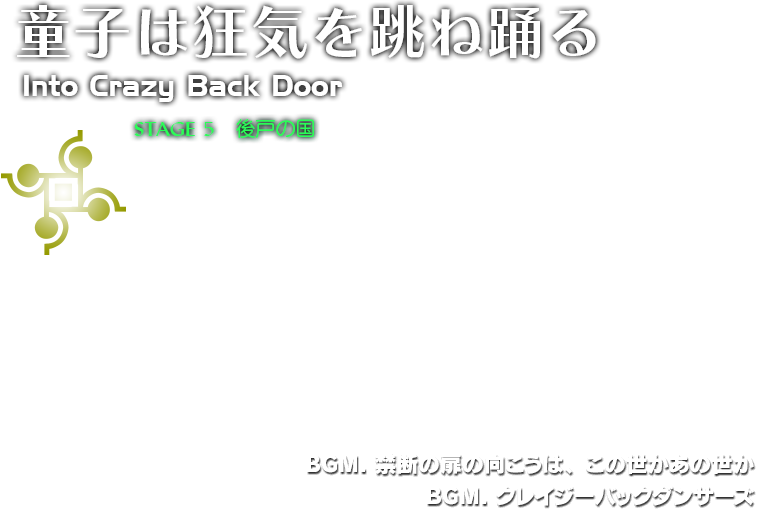 童子は狂気を跳ね踊る
Into Crazy Back Door
STAGE 5　後戸の国
BGM. 禁断の扉の向こうは、この世かあの世か
BGM. クレイジーバックダンサーズ